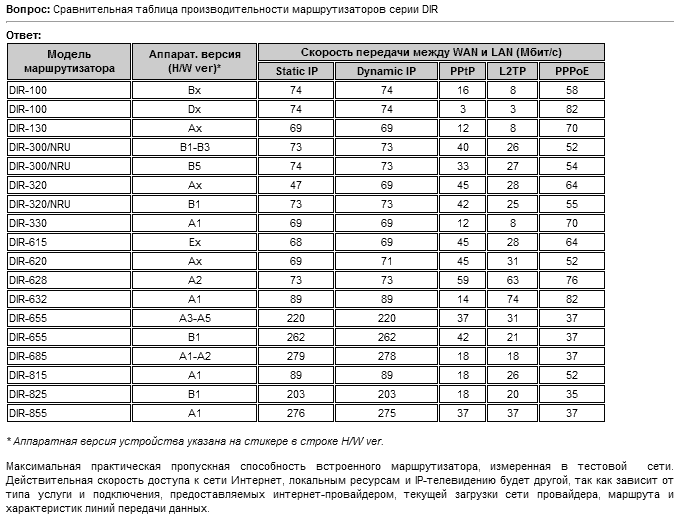 Вопрос: Сравнительная таблица производительности маршрутизаторов серии DIR
Ответ:
Модель маршрутизатора Аппарат. версия (H/W ver)* Скорость передачи между WAN и LAN (Мбит/с)
Static IP Dynamic IP PPtP L2TP PPPoE
DIR-100 Bx 74 74 16 8 58
DIR-100 Dx 74 74 3 3 82
DIR-130 Ax 69 69 12 8 70
DIR-300/NRU B1-B3 73 73 40 26 52
DIR-300/NRU B5 74 73 33 27 54
DIR-320 Ax 47 69 45 28 64
DIR-320/NRU B1 73 73 42 25 55
DIR-330 A1 69 69 12 8 70
DIR-615 Ex 68 69 45 28 64
DIR-620 Ax 69 71 45 31 52
DIR-628 A2 73 73 59 63 76
DIR-632 A1 89 89 14 74 82
DIR-655 A3-A5 220 220 37 31 37
DIR-655 B1 262 262 42 21 37
DIR-685 A1-A2 279 278 18 18 37
DIR-815 A1 89 89 18 26 52
DIR-825 B1 203 203 18 20 35
DIR-855 A1 276 275 37 37 37
* Аппаратная версия устройства указана на стикере в строке H/W ver.
Максимальная практическая пропускная способность встроенного маршрутизатора, измеренная в тестовой сети.
Действительная скорость доступа к сети Интернет, локальным ресурсам и IP-телевидению будет другой, так как зависит от
типа услуги и подключения, предоставляемых интернет-провайдером, текущей загрузки сети провайдера, маршрута и
характеристик линий передачи данных.